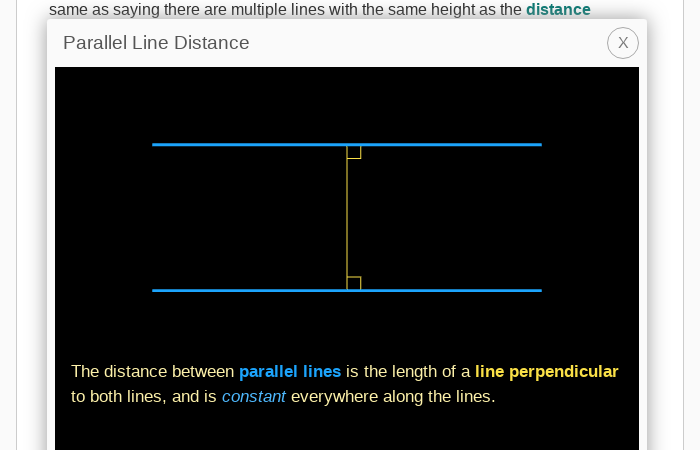 same as saying there are multiple lines with the same height as the distance
Parallel Line Distance
X
The distance between parallel lines is the length of a line perpendicular
to both lines, and is constant everywhere along the lines.